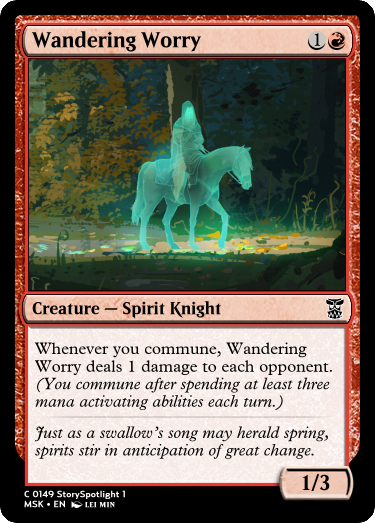 Wandering Worry
1
Creature — Spirit Knight
Whenever you commune, Wandering
Worry deals 1 damage to each opponent.
(You commune after spending at least three
mana activating abilities each turn.)
Just as a swallow's song may herald spring,
spirits stir in anticipation of great change.
1/3
C 0149 StorySpotlight 1
MSK • EN LEI MIN